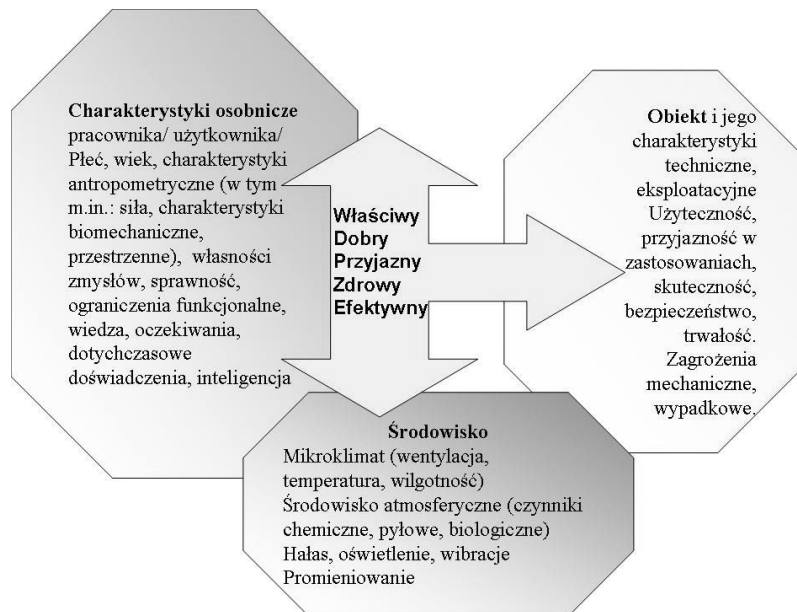 Charakterystyki osobnicze
pracownika/ użytkownika/
Płeć, wiek, charakterystyki
antropometryczne (w tym
m.in.: siła, charakterystyki
biomechaniczne,
przestrzenne), własności
zmysłów, sprawność,
ograniczenia funkcjonalne,
wiedza, oczekiwania,
dotychczasowe
doświadczenia, inteligencja
Właściwy
Dobry
Przyjazny
Zdrowy
Efektywny
Obiekt i jego
charakterystyki
techniczne,
eksploatacyjne
Użyteczność,
przyjazność w
zastosowaniach,
skuteczność,
bezpieczeństwo,
trwałość.
Zagrożenia
mechaniczne,
wypadkowe,
Środowisko
Mikroklimat (wentylacja,
temperatura, wilgotność)
Środowisko atmosferyczne (czynniki
chemiczne, pyłowe, biologiczne)
Hałas, oświetlenie, wibracje
Promieniowanie